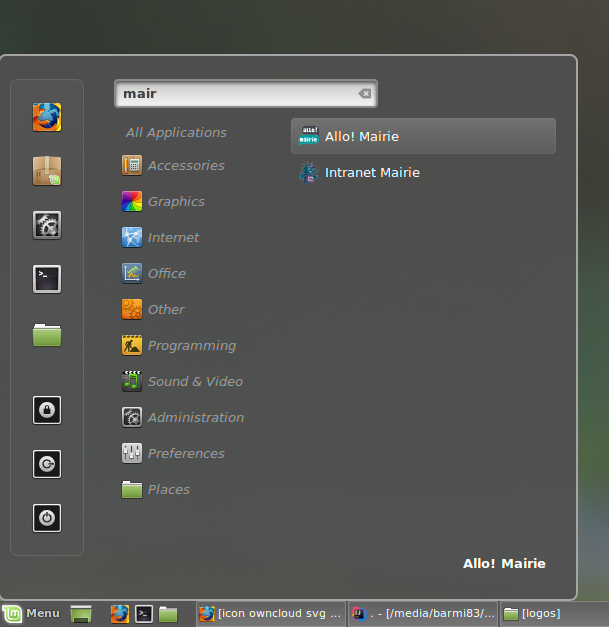 mair
All Applications
Accessories
Graphics
Internet
Office
Other
Programming
Sound & Video
Administration
Preferences
Places
allo!
mairie
Allo! Mairie
Intranet Mairie
Allo! Mairie
Menu
[icon owncloud svg ...
. - [/media/barmi83/...
[logos]